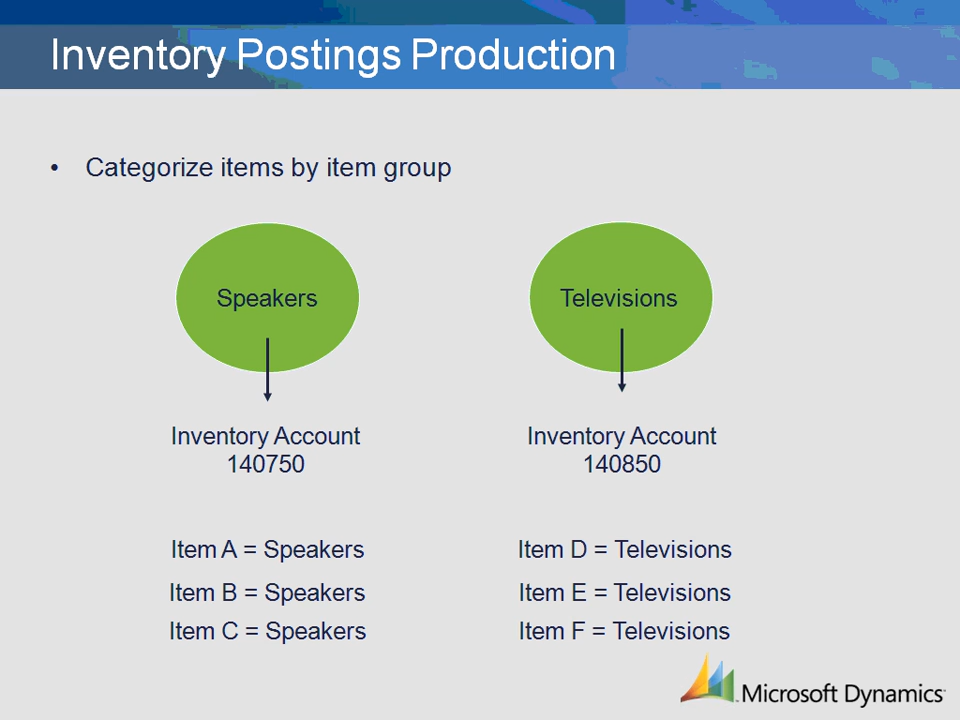 Inventory Postings Production
• Categorize items by item group
Speakers
Televisions
Inventory Account
140750
Inventory Account
140850
Item A = Speakers
Item B = Speakers
Item C = Speakers
Item D = Televisions
Item E = Televisions
Item F = Televisions
Microsoft Dynamics